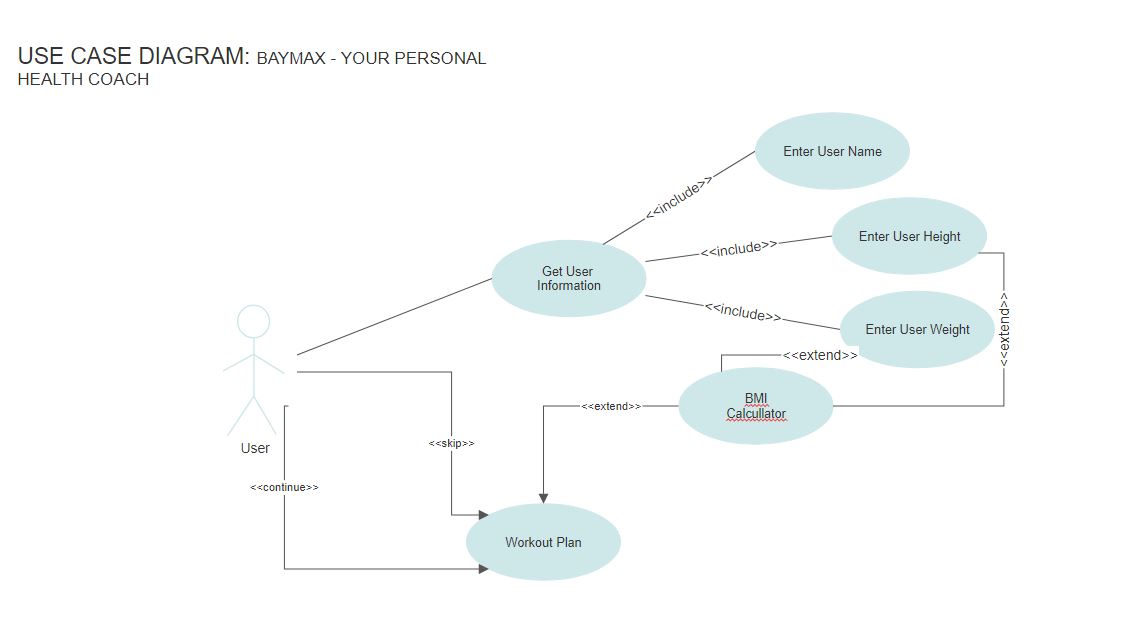 USE CASE DIAGRAM: BAYMAX - YOUR PERSONAL
HEALTH COACH
Enter User Name
<<include>>
Enter User Height
<<include>>
Get User
Information
<<include>>
Enter User Weight
<<extend>>
<<extend>>
BMI
Calcullator
<<extend>>
User
<<skip>>
<<continue>>
Workout Plan